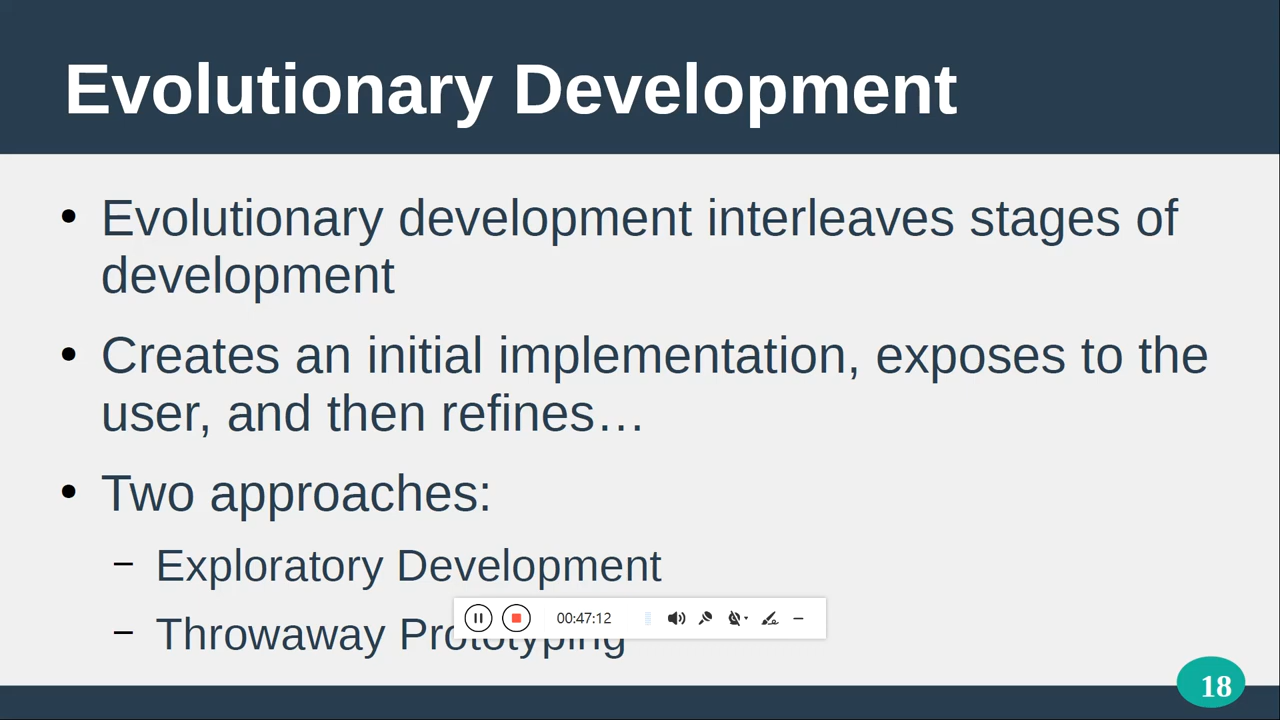 Evolutionary Development
• Evolutionary development interleaves stages of
development
• Creates an initial implementation, exposes to the
user, and then refines…
• Two approaches:
– Exploratory Development
– Throwaway Prototyping
00:47:12
18